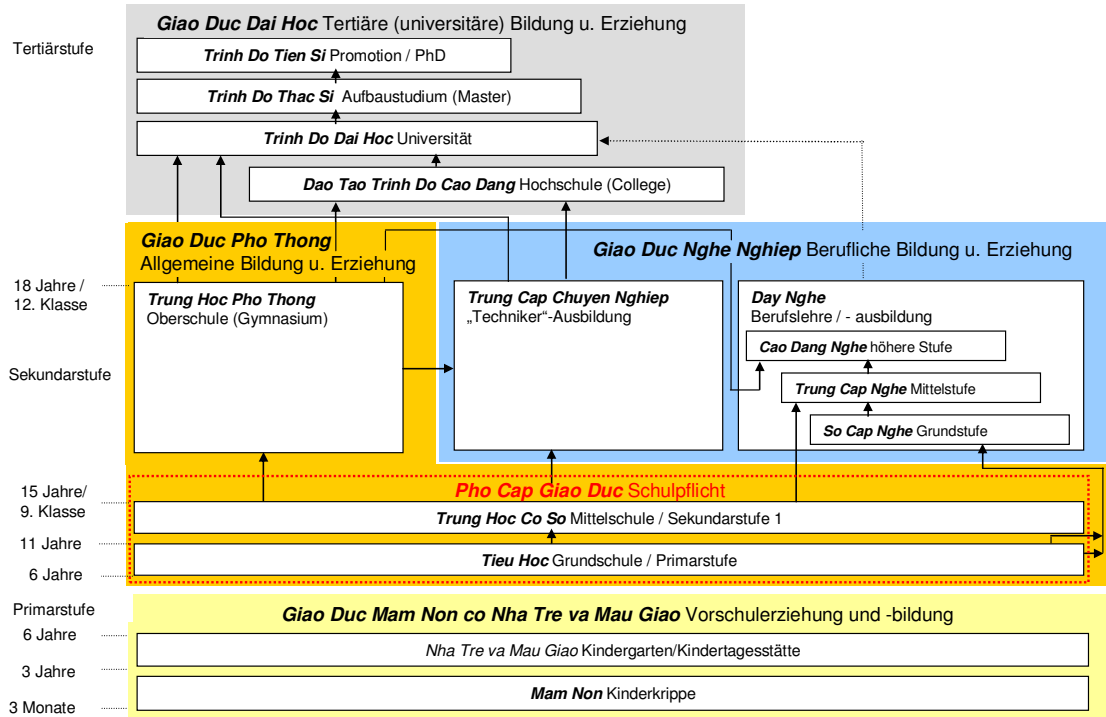 Giao Duc Dai Hoc Tertiäre (universitäre) Bildung u. Erziehung
Tertiärstufe
Trinh Do Tien Si Promotion / PhD
Trinh Do Thac Si Aufbaustudium (Master)
Trinh Do Dai Hoc Universität
Dao Tao Trinh Do Cao Dang Hochschule (College)
Giao Duc Pho Thong
Allgemeine Bildung u. Erziehung
Giao Duc Nghe Nghiep Berufliche Bildung u. Erziehung
18 Jahre /
12. Klasse
Trung Hoc Pho Thong
Oberschule (Gymnasium)
Trung Cap Chuyen Nghiep
„Techniker“-Ausbildung
Day Nghe
Berufslehre / - ausbildung
Cao Dang Nghe höhere Stufe
Sekundarstufe
Trung Cap Nghe Mittelstufe
So Cap Nghe Grundstufe
15 Jahre/
9. Klasse
Pho Cap Giao Duc Schulpflicht
Trung Hoc Co So Mittelschule / Sekundarstufe 1
11 Jahre
Tieu Hoc Grundschule / Primarstufe
6 Jahre
Primarstufe
Giao Duc Mam Non co Nha Tre va Mau Giao Vorschulerziehung und -bildung
6 Jahre
Nha Tre va Mau Giao Kindergarten/Kindertagesstätte
3 Jahre
Mam Non Kinderkrippe
3 Monate